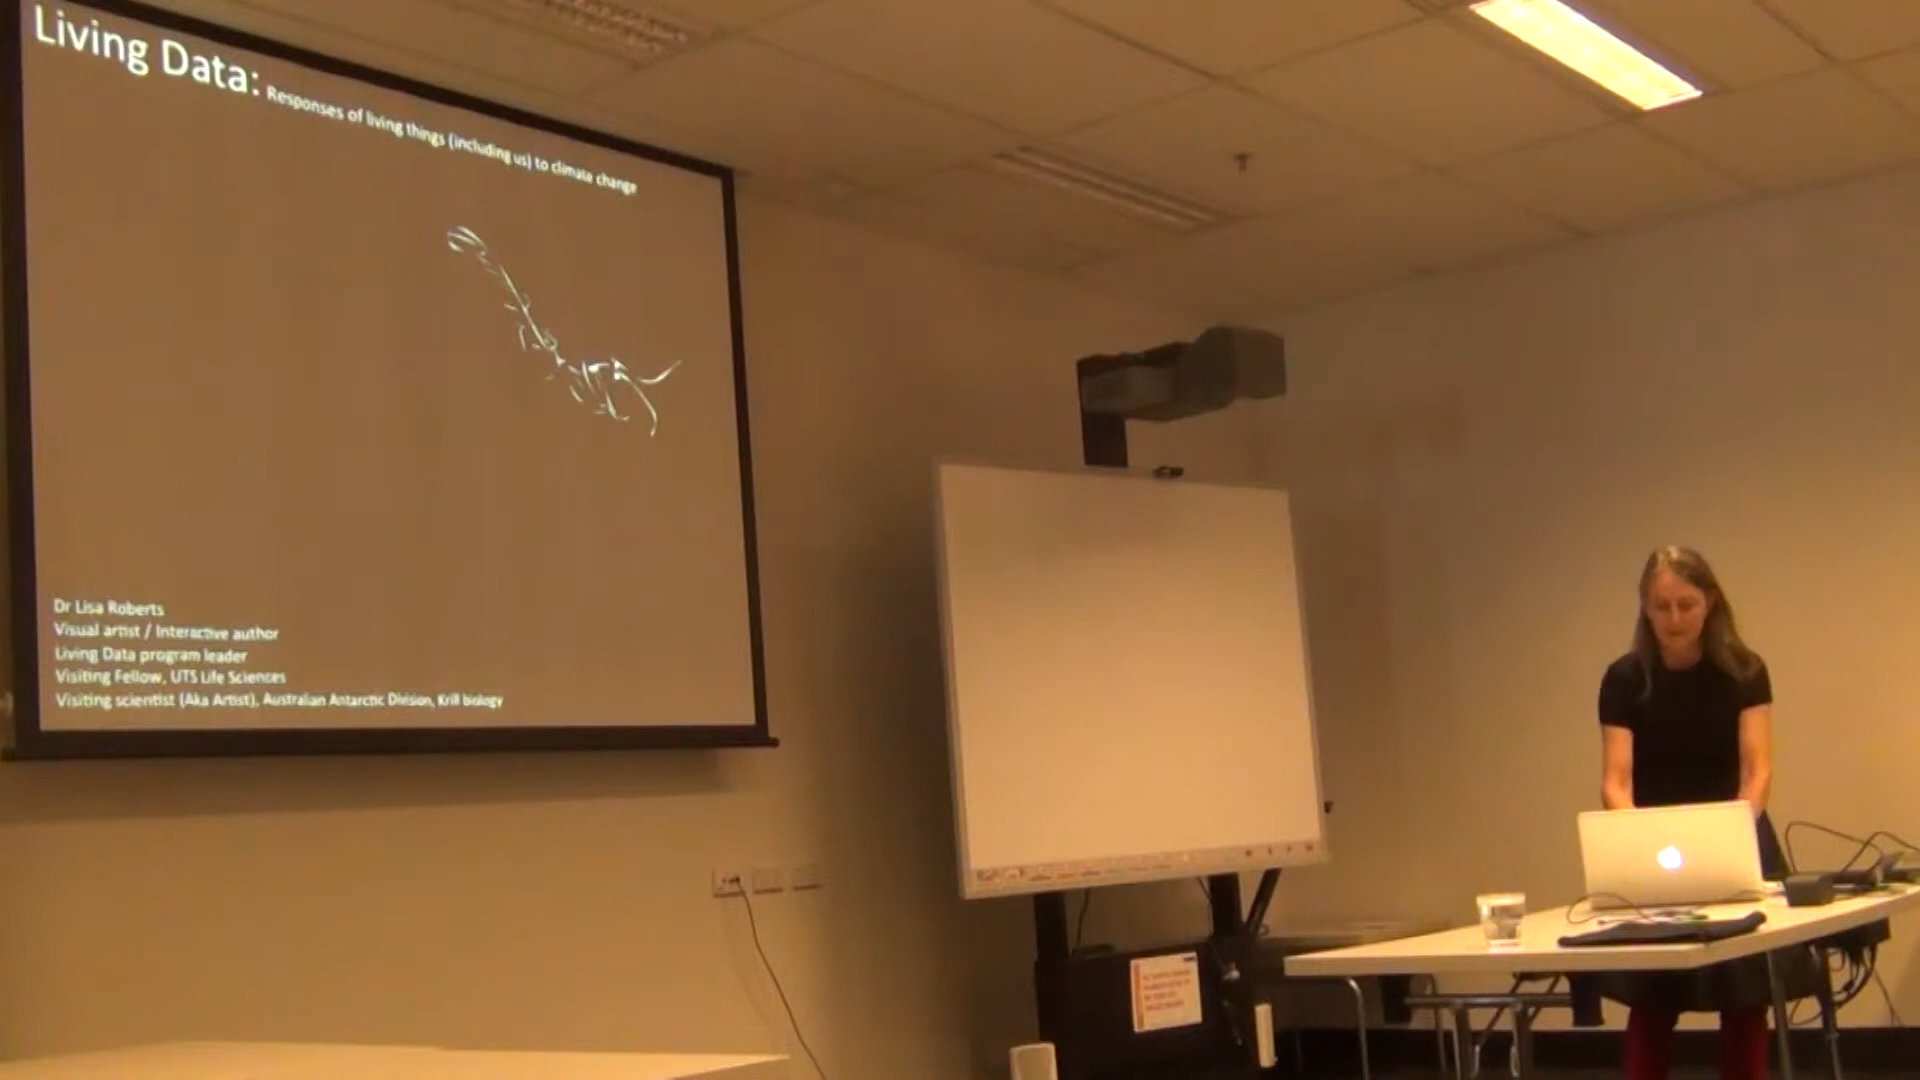 Living Data: Responses of living things (including us) to climate change
Dr Lisa Roberts
Visual artist / Interactive author
Living Data program leader
Visiting Fellow, UTS Life Sciences
Visiting scientist (Aka Artist), Australian Antarctic Division, Krill biology